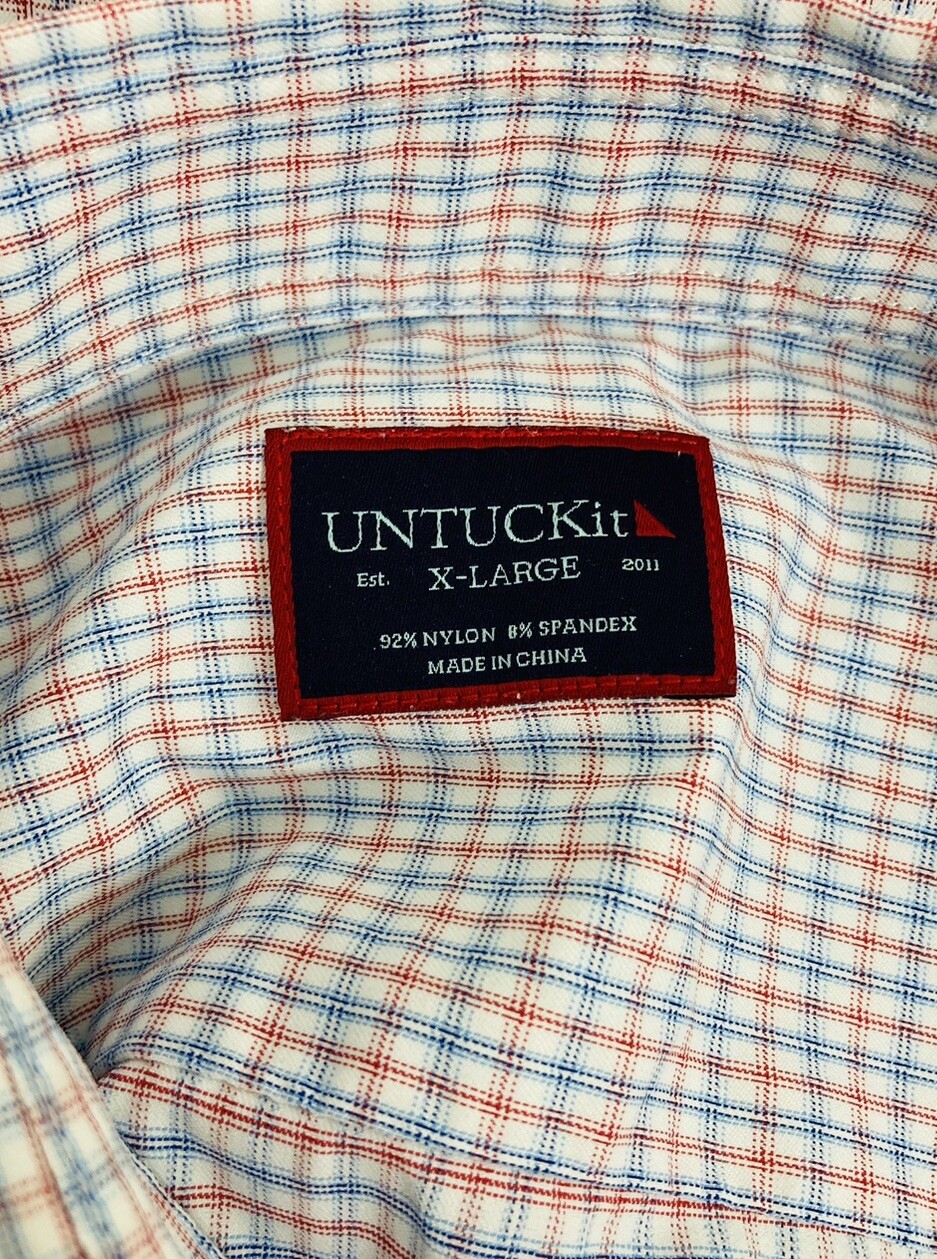 UNTUCKit
Est. X-LARGE 2011
92% NYLON 8% SPANDEX
MADE IN CHINA